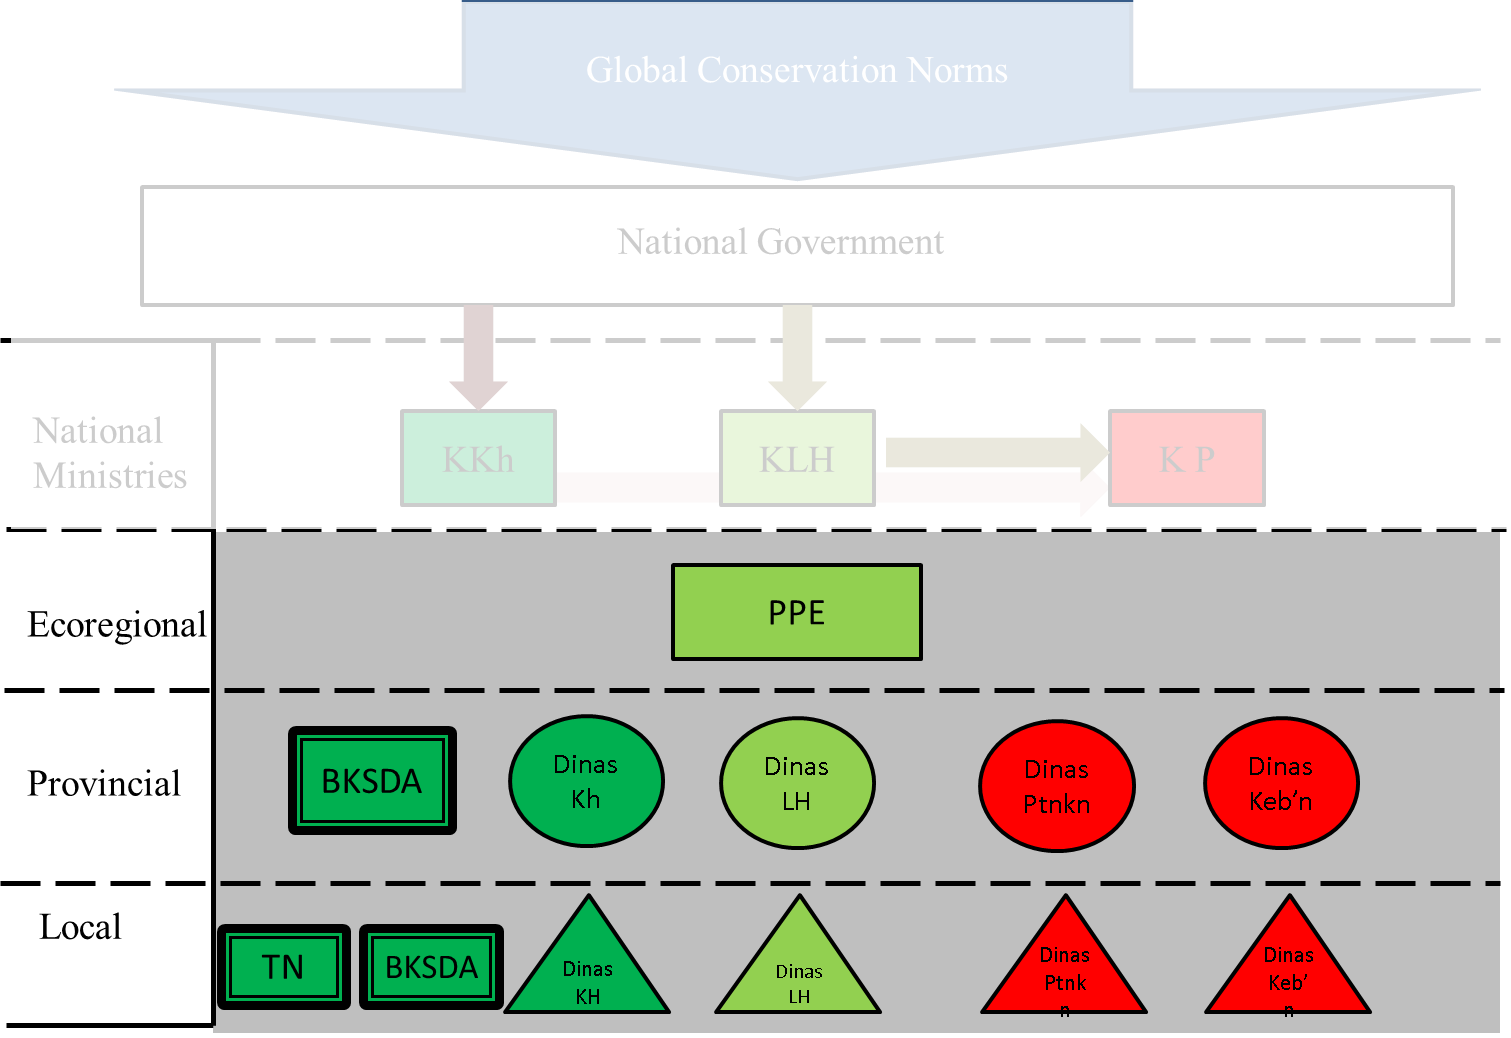 Global Conservation Norms
National Government
National
Ministries
KKh
KLH
K P
Ecoregional
PPE
Provincial
BKSDA
Dinas
Kh
Dinas
LH
Dinas
Ptnkn
Dinas
Keb’n
Local
TN
BKSDA
Dinas
KH
Dinas
LH
Dinas
Ptnk
n
Dinas
Keb’
n